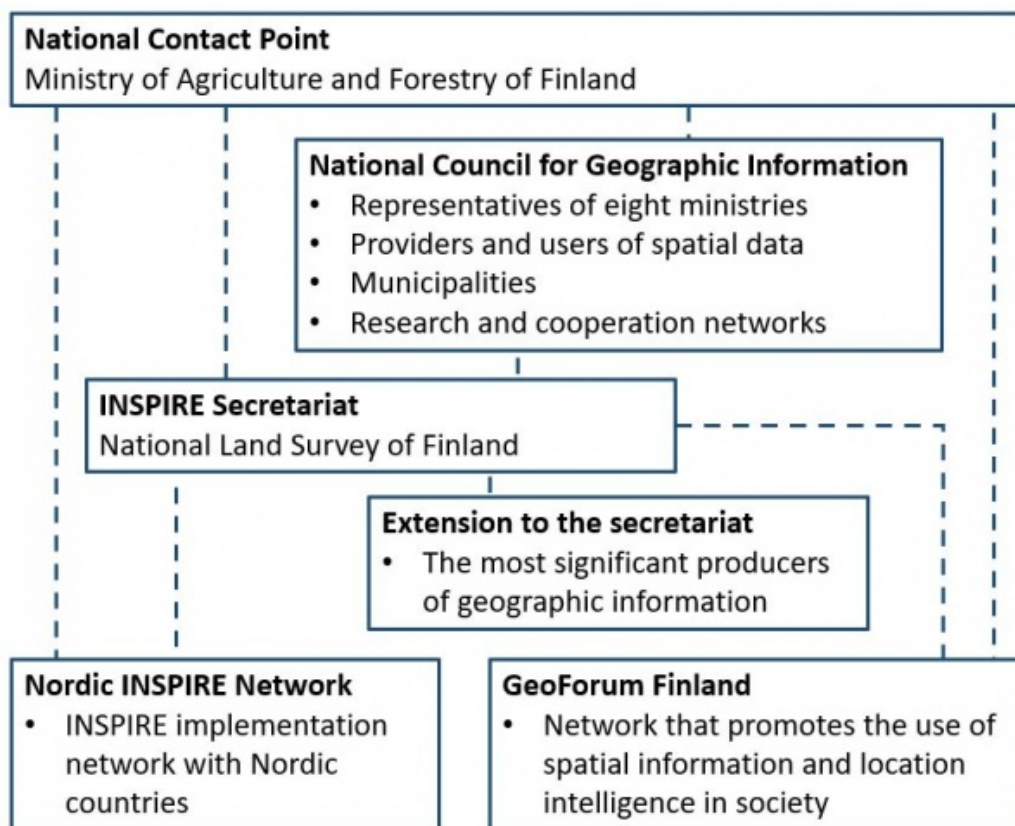 National Contact Point
Ministry of Agriculture and Forestry of Finland
National Council for Geographic Information
• Representatives of eight ministries
• Providers and users of spatial data
• Municipalities
• Research and cooperation networks
INSPIRE Secretariat
National Land Survey of Finland
Extension to the secretariat
• The most significant producers
of geographic information
Nordic INSPIRE Network
• INSPIRE implementation
network with Nordic
countries
GeoForum Finland
• Network that promotes the use of
spatial information and location
intelligence in society